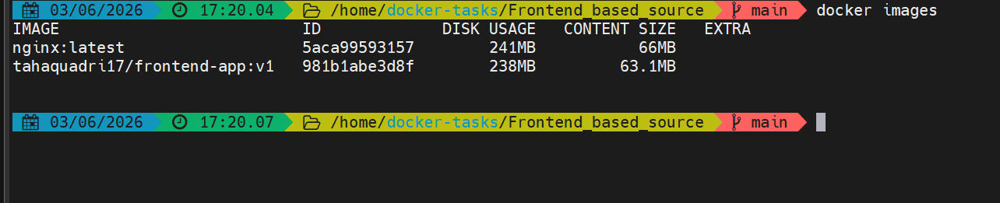 03/06/2026 17:20.04 /home/docker-tasks/Frontend_based_source main docker images
IMAGE ID DISK USAGE CONTENT SIZE EXTRA
nginx:latest 5aca99593157 241MB 66MB
tahaquadri17/frontend-app:v1 981b1abe3d8f 238MB 63.1MB
03/06/2026 17:20.07 /home/docker-tasks/Frontend_based_source main